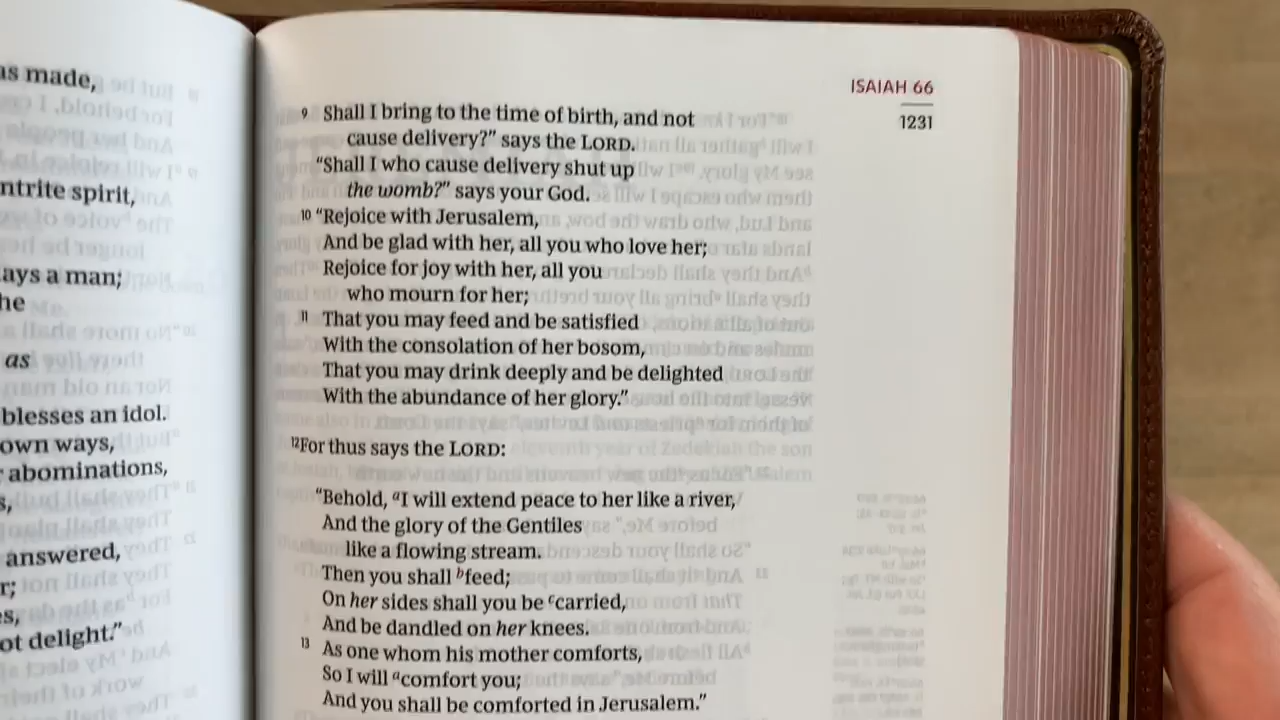 as made,
ntrite spirit,
ays a man;
he
as
blesses an idol.
own ways,
abominations,
s,
answered,
r;
es,
ot delight."
ISAIAH 66
1231
9 Shall I bring to the time of birth, and not
cause delivery?" says the LORD.
"Shall I who cause delivery shut up
the womb?" says your God.
10 "Rejoice with Jerusalem,
And be glad with her, all you who love her;
Rejoice for joy with her, all you
who mourn for her;
11 That you may feed and be satisfied
With the consolation of her bosom,
That you may drink deeply and be delighted
With the abundance of her glory."
12For thus says the LORD:
"Behold, aI will extend peace to her like a river,
And the glory of the Gentiles
like a flowing stream.
Then you shall bfeed;
On her sides shall you be ccarried,
And be dandled on her knees.
13 As one whom his mother comforts,
So I will acomfort you;
And you shall be comforted in Jerusalem."